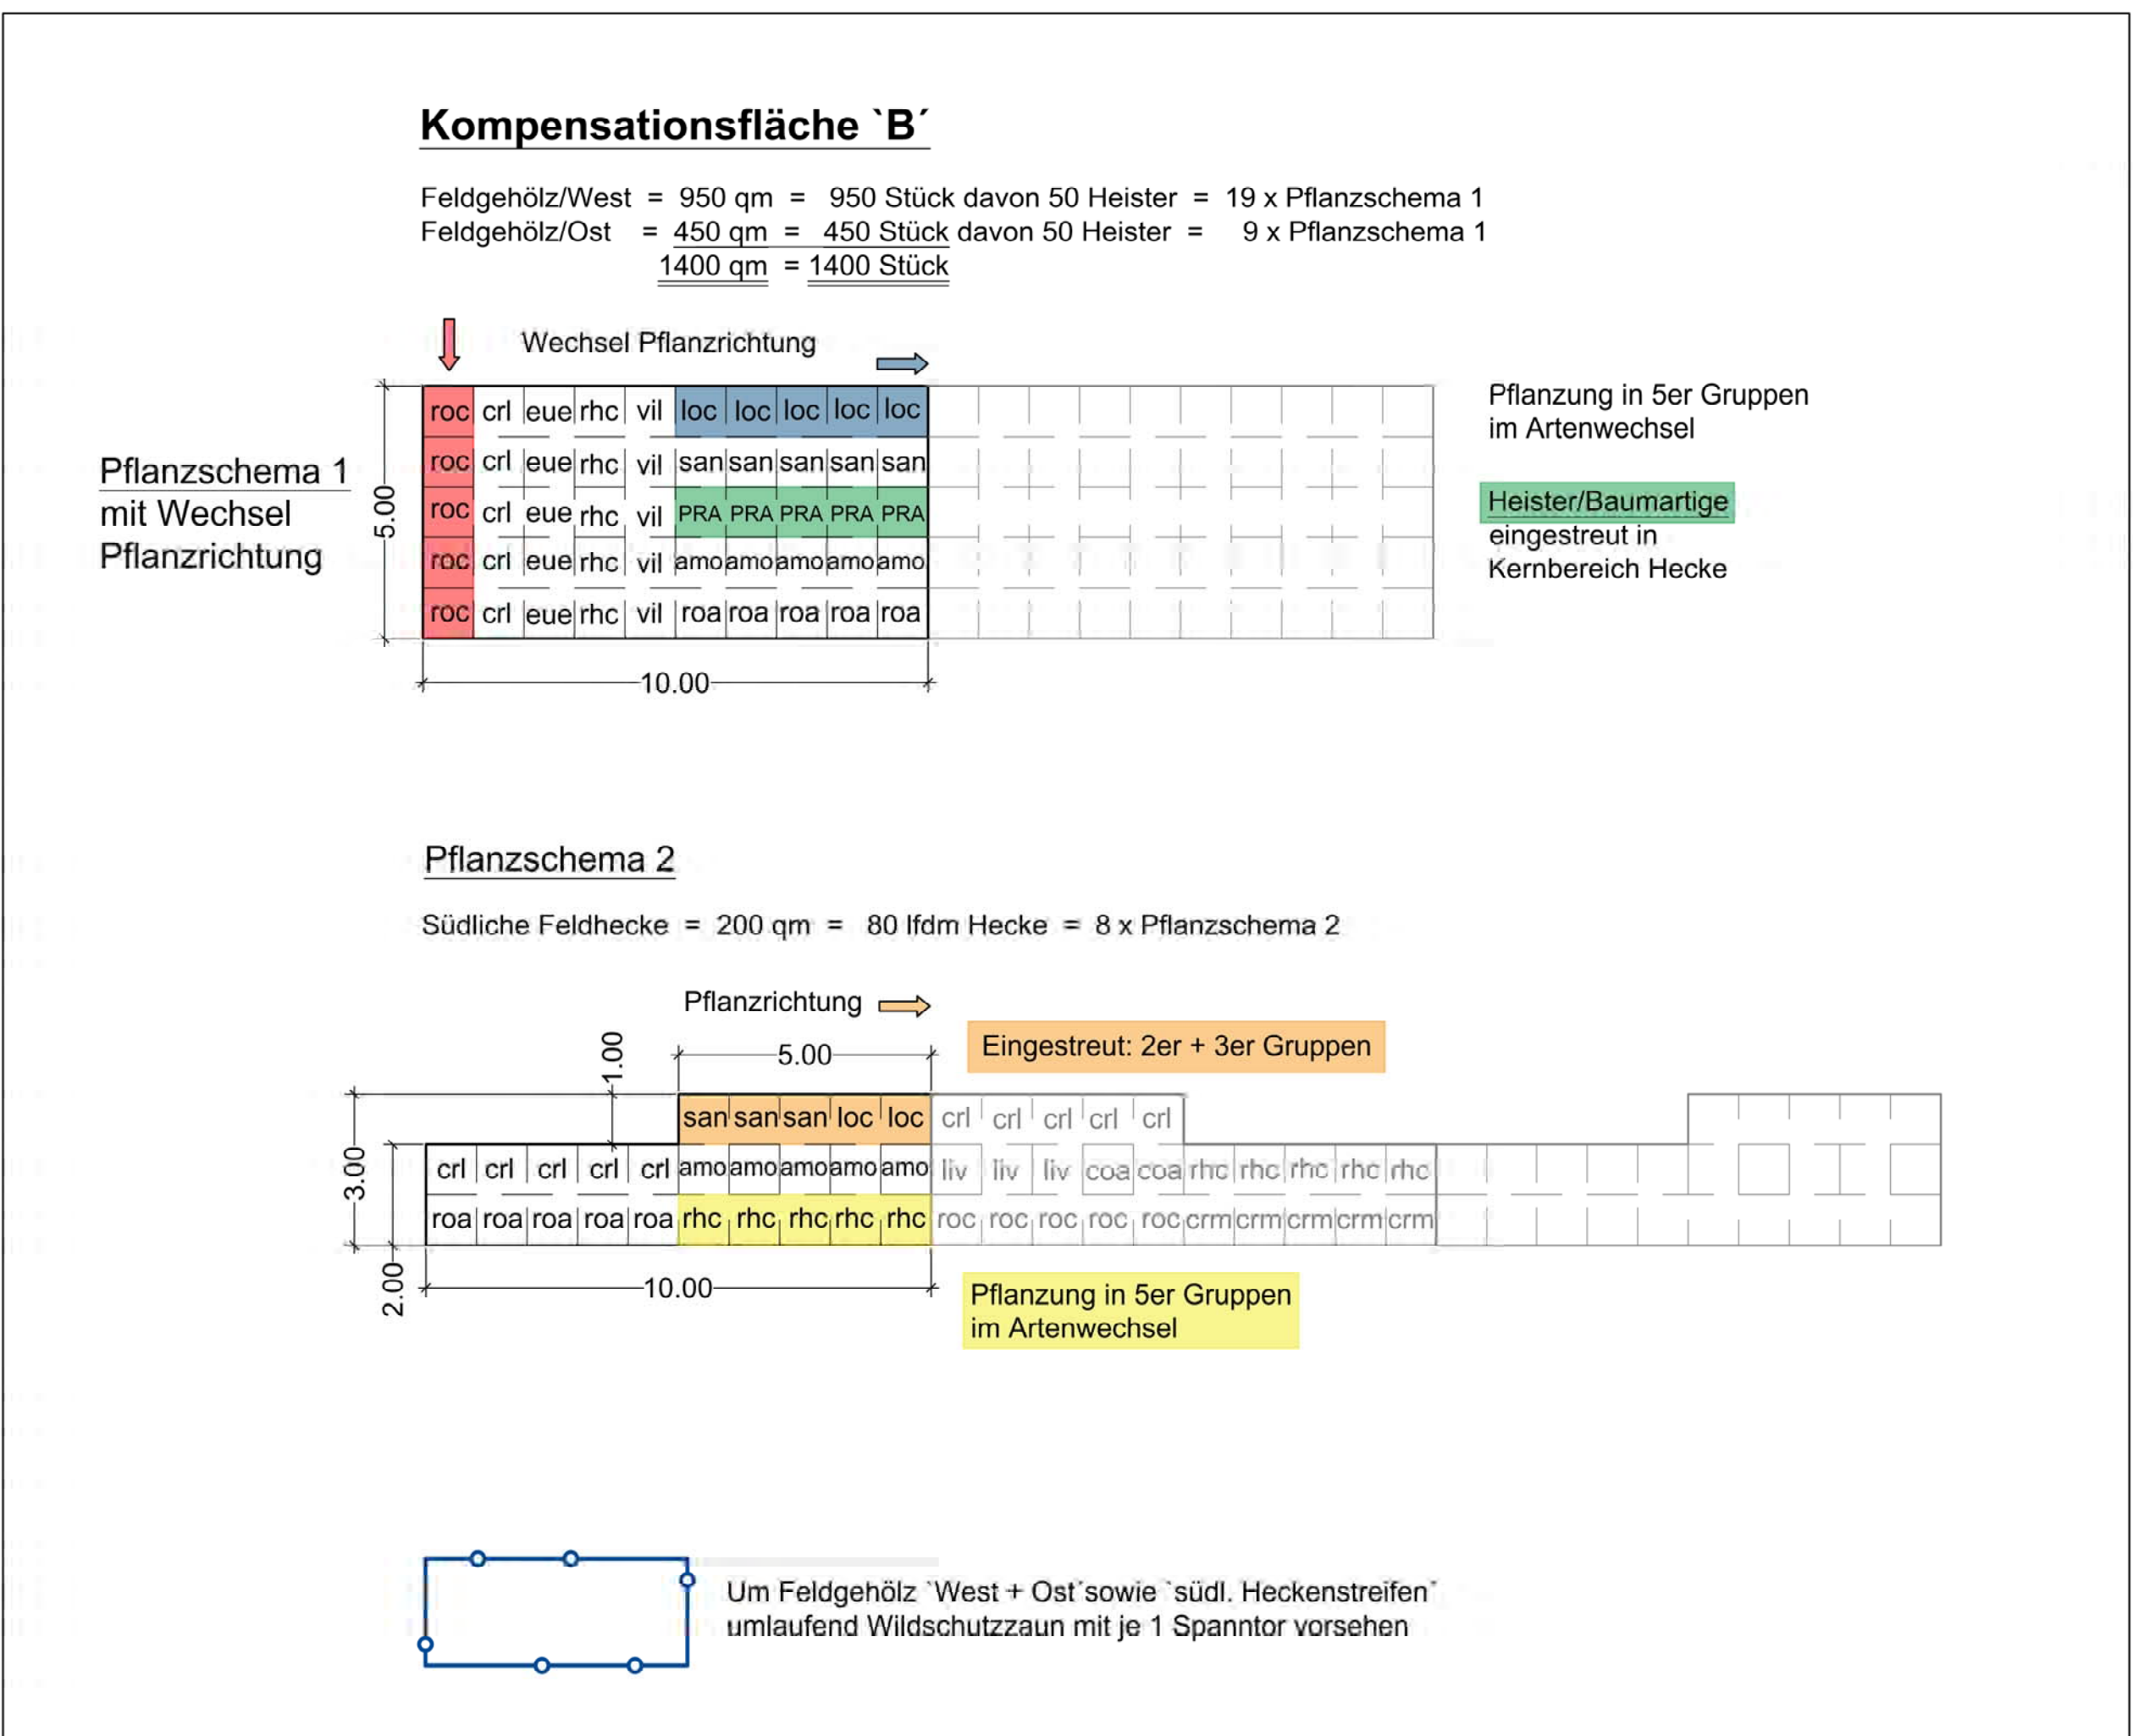 Kompensationsfläche `B´
Feldgehölz/West = 950 qm = 950 Stück davon 50 Heister = 19 x Pflanzschema 1
Feldgehölz/Ost = 450 qm = 450 Stück davon 50 Heister = 9 x Pflanzschema 1
1400 qm = 1400 Stück
Wechsel Pflanzrichtung
Pflanzschema 1
mit Wechsel
Pflanzrichtung
5.00
roc crl eue rhc vil loc loc loc loc loc
roc crl eue rhc vil san san san san san
roc crl eue rhc vil PRA PRA PRA PRA PRA
roc crl eue rhc vil amo amo amo amo amo
roc crl eue rhc vil roa roa roa roa roa
10.00
Pflanzung in 5er Gruppen
im Artenwechsel
Heister/Baumartige
eingestreut in
Kernbereich Hecke
Pflanzschema 2
Südliche Feldhecke = 200 qm = 80 lfdm Hecke = 8 x Pflanzschema 2
Pflanzrichtung
1.00
5.00
Eingestreut: 2er + 3er Gruppen
3.00
2.00
san san san loc loc crl crl crl crl crl
crl crl crl crl crl amo amo amo amo amo liv liv liv coa coa rhc rhc rhc rhc rhc
roa roa roa roa roa rhc rhc rhc rhc rhc roc roc roc roc roc crm crm crm crm crm
10.00
Pflanzung in 5er Gruppen
im Artenwechsel
Um Feldgehölz `West + Ost´sowie `südl. Heckenstreifen´
umlaufend Wildschutzzaun mit je 1 Spanntor vorsehen